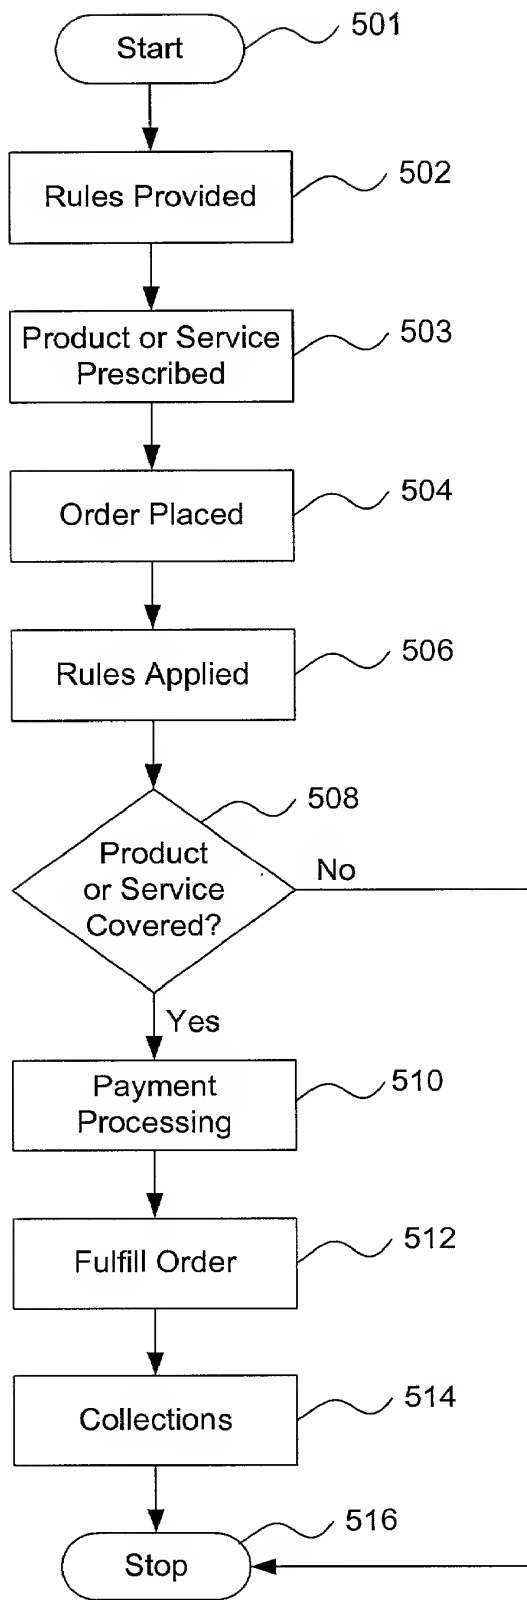 Start
501
Rules Provided
502
Product or Service
Prescribed
503
Order Placed
504
Rules Applied
506
508
Product
or Service
Covered?
No
Yes
Payment
Processing
510
Fulfill Order
512
Collections
514
516
Stop